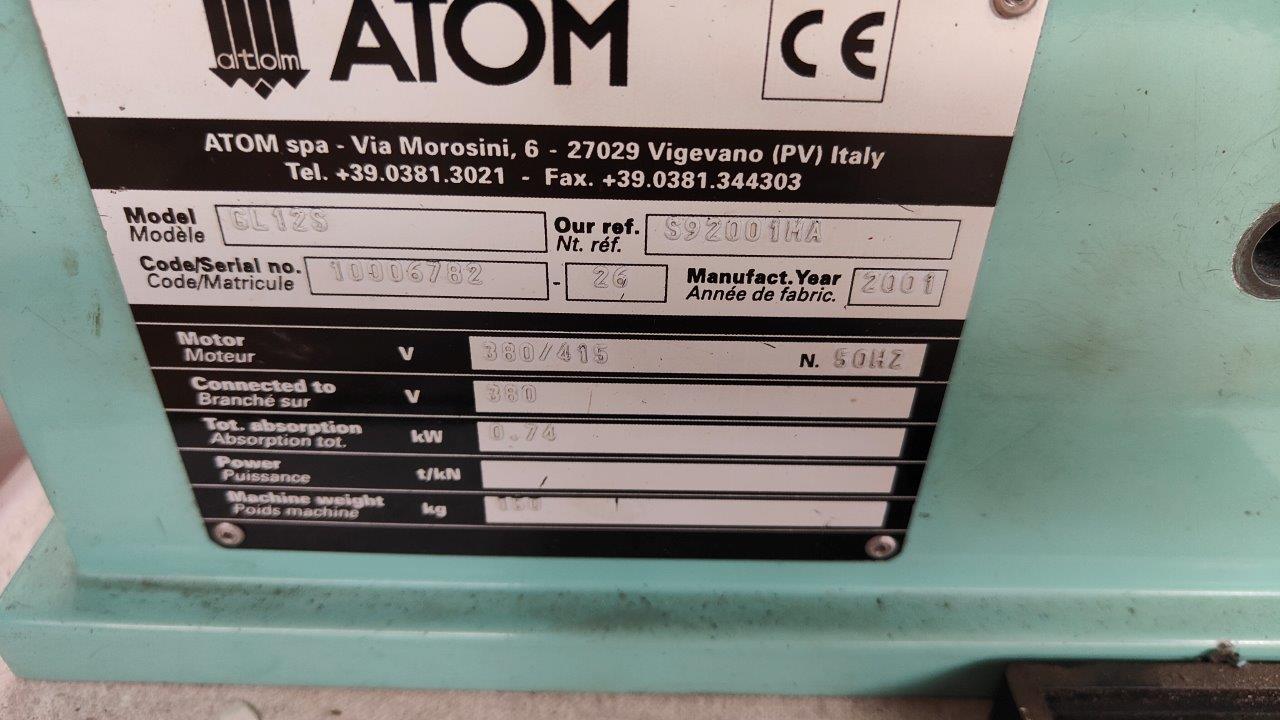 atom ATOM CE
ATOM spa - Via Morosini, 6 - 27029 Vigevano (PV) Italy
Tel. +39.0381.3021 - Fax. +39.0381.344303
Model GL12S Our ref. S92001MA
Modèle Nt. réf.
Code/Serial no. 10006782 - 26 Manufact.Year 2001
Code/Matricule Année de fabric.
Motor V 380/415 N. 50HZ
Moteur
Connected to V 380
Branché sur
Tot. absorption kW 0.74
Absorption tot.
Power t/kN
Puissance
Machine weight kg
Poids machine